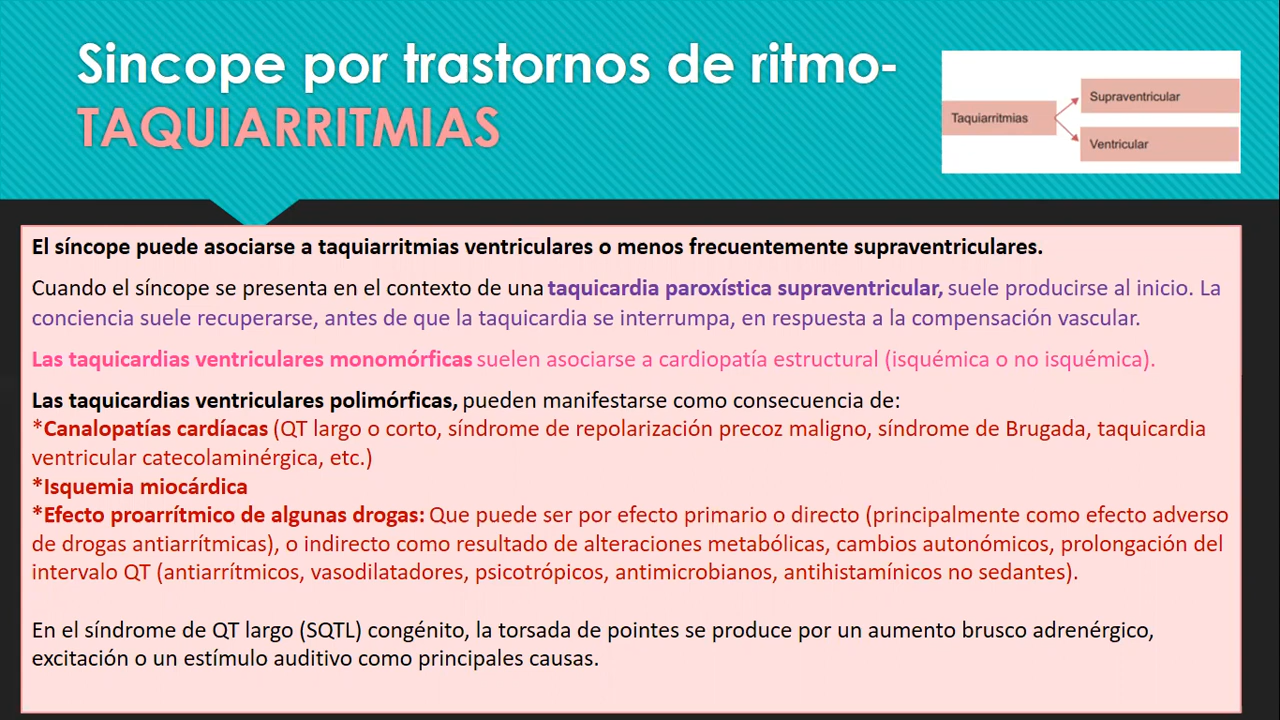 Sincope por trastornos de ritmo-
TAQUIARRITMIAS
Taquiarritmias
Supraventricular
Ventricular
El síncope puede asociarse a taquiarritmias ventriculares o menos frecuentemente supraventriculares.
Cuando el síncope se presenta en el contexto de una taquicardia paroxística supraventricular, suele producirse al inicio. La
conciencia suele recuperarse, antes de que la taquicardia se interrumpa, en respuesta a la compensación vascular.
Las taquicardias ventriculares monomórficas suelen asociarse a cardiopatía estructural (isquémica o no isquémica).
Las taquicardias ventriculares polimórficas, pueden manifestarse como consecuencia de:
*Canalopatías cardíacas (QT largo o corto, síndrome de repolarización precoz maligno, síndrome de Brugada, taquicardia
ventricular catecolaminérgica, etc.)
*Isquemia miocárdica
*Efecto proarrítmico de algunas drogas: Que puede ser por efecto primario o directo (principalmente como efecto adverso
de drogas antiarrítmicas), o indirecto como resultado de alteraciones metabólicas, cambios autonómicos, prolongación del
intervalo QT (antiarrítmicos, vasodilatadores, psicotrópicos, antimicrobianos, antihistamínicos no sedantes).
En el síndrome de QT largo (SQTL) congénito, la torsada de pointes se produce por un aumento brusco adrenérgico,
excitación o un estímulo auditivo como principales causas.